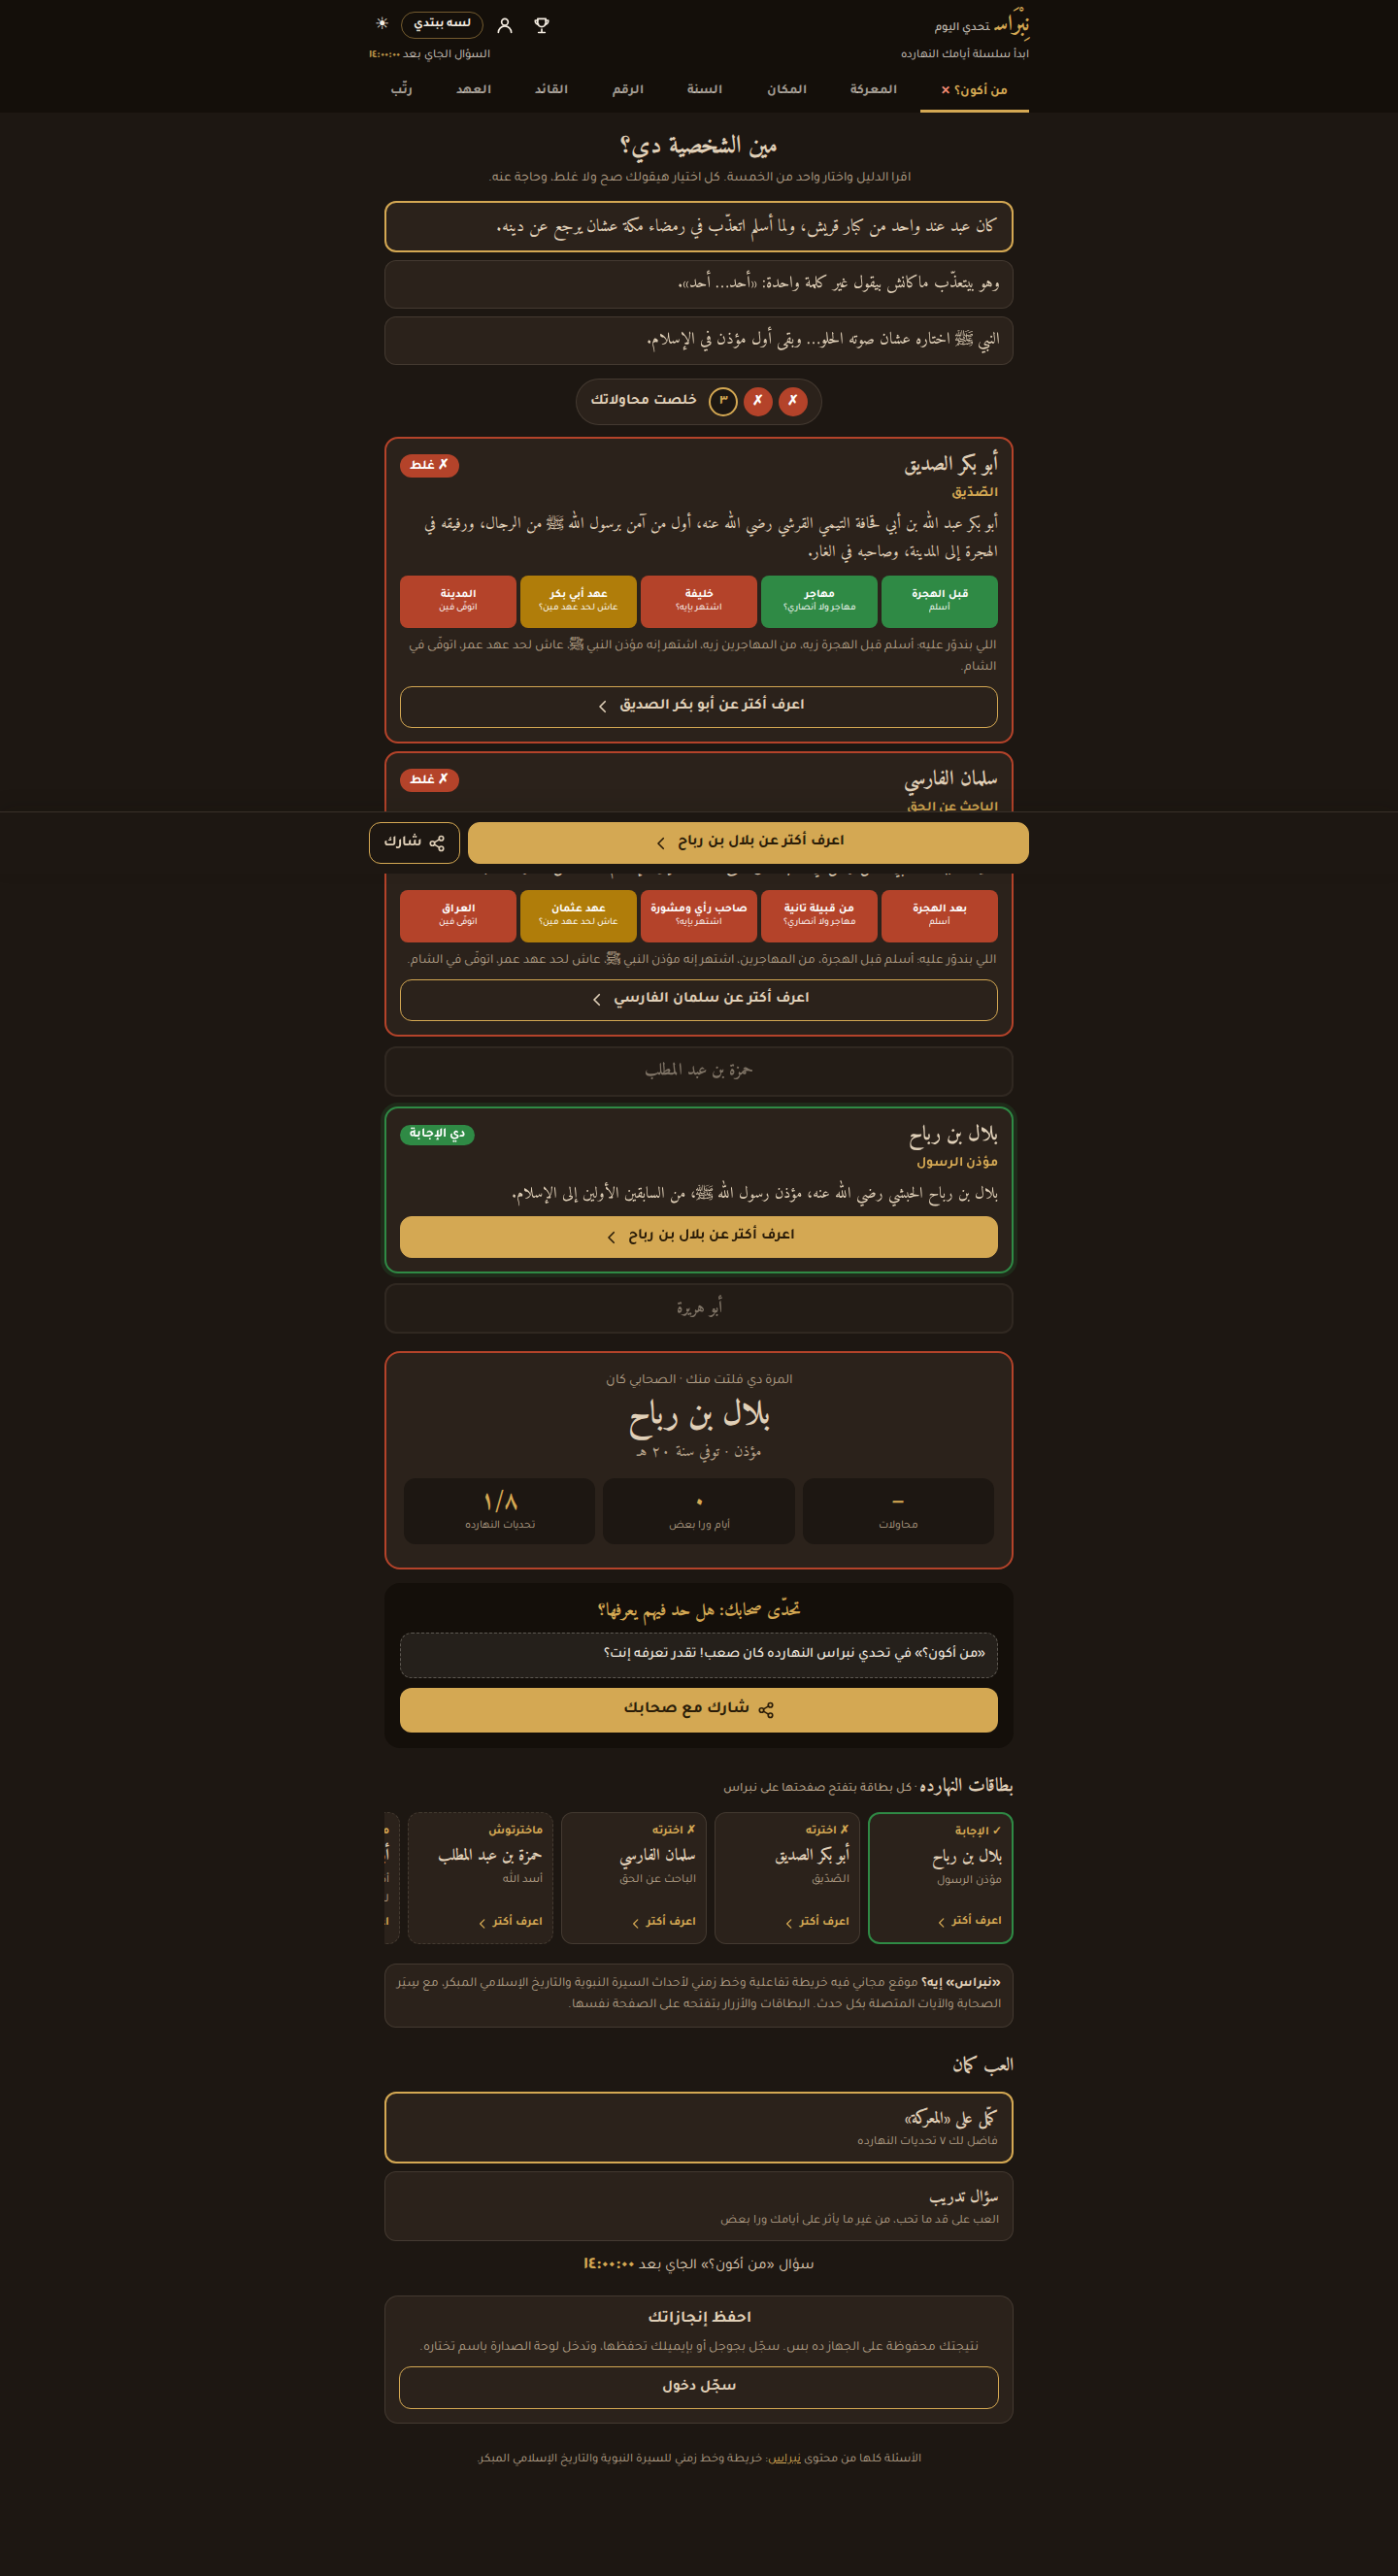 نِبْرَاس تحدي اليوم
لسه ببتدي
ابدأ سلسلة أيامك النهارده
السؤال الجاي بعد ١٤:٠٠:٠٠
من أكون؟ ✕
المعركة
المكان
السنة
الرقم
القائد
العهد
رتّب
مين الشخصية دي؟
اقرا الدليل واختار واحد من الخمسة. كل اختيار هيقولك صح ولا غلط، وحاجة عنه.
كان عبد عند واحد من كبار قريش، ولما أسلم اتعذّب في رمضاء مكة عشان يرجع عن دينه.
وهو بيتعذّب ماكانش بيقول غير كلمة واحدة: «أحد… أحد».
النبي ﷺ اختاره عشان صوته الحلو… وبقى أول مؤذن في الإسلام.
✗ ✗ ٣ خلصت محاولاتك
أبو بكر الصديق
✗ غلط
الصّدّيق
أبو بكر عبد الله بن أبي قحافة التيمي القرشي رضي الله عنه، أول من آمن برسول الله ﷺ من الرجال، ورفيقه في
الهجرة إلى المدينة، وصاحبه في الغار.
قبل الهجرة
أسلم
مهاجر
مهاجر ولا أنصاري؟
خليفة
اشتهر بإيه؟
عهد أبي بكر
عاش لحد عهد مين؟
المدينة
اتوفّى فين
اللي بندوّر عليه: أسلم قبل الهجرة زيه، من المهاجرين زيه، اشتهر إنه مؤذن النبي ﷺ، عاش لحد عهد عمر، اتوفّى في
الشام.
اعرف أكتر عن أبو بكر الصديق
سلمان الفارسي
✗ غلط
الباحث عن الحق
اعرف أكتر عن بلال بن رباح
شارك
بعد الهجرة
أسلم
من قبيلة تانية
مهاجر ولا أنصاري؟
صاحب رأي ومشورة
اشتهر بإيه؟
عهد عثمان
عاش لحد عهد مين؟
العراق
اتوفّى فين
اللي بندوّر عليه: أسلم قبل الهجرة، من المهاجرين، اشتهر إنه مؤذن النبي ﷺ، عاش لحد عهد عمر، اتوفّى في الشام.
اعرف أكتر عن سلمان الفارسي
حمزة بن عبد المطلب
بلال بن رباح
دي الإجابة
مؤذن الرسول
بلال بن رباح الحبشي رضي الله عنه، مؤذن رسول الله ﷺ، من السابقين الأولين إلى الإسلام.
اعرف أكتر عن بلال بن رباح
أبو هريرة
المرة دي فلتت منك · الصحابي كان
بلال بن رباح
مؤذن · توفي سنة ٢٠ هـ
–
محاولات
٠
أيام ورا بعض
١/٨
تحديات النهارده
تحدّى صحابك: هل حد فيهم يعرفها؟
«من أكون؟» في تحدي نبراس النهارده كان صعب! تقدر تعرفه إنت؟
شارك مع صحابك
بطاقات النهارده · كل بطاقة بتفتح صفحتها على نبراس
✓ الإجابة
بلال بن رباح
مؤذن الرسول
اعرف أكتر
✗ اخترته
أبو بكر الصديق
الصّدّيق
اعرف أكتر
✗ اخترته
سلمان الفارسي
الباحث عن الحق
اعرف أكتر
ماخترتوش
حمزة بن عبد المطلب
أسد الله
اعرف أكتر
«نبراس» إيه؟ موقع مجاني فيه خريطة تفاعلية وخط زمني لأحداث السيرة النبوية والتاريخ الإسلامي المبكر، مع سِيَر
الصحابة والآيات المتصلة بكل حدث. البطاقات والأزرار بتفتحه على الصفحة نفسها.
العب كمان
كمّل على «المعركة»
فاضل لك ٧ تحديات النهارده
سؤال تدريب
العب على قد ما تحب، من غير ما يأثر على أيامك ورا بعض
سؤال «من أكون؟» الجاي بعد ١٤:٠٠:٠٠
احفظ إنجازاتك
نتيجتك محفوظة على الجهاز ده بس. سجّل بجوجل أو بإيميلك تحفظها، وتدخل لوحة الصدارة باسم تختاره.
سجّل دخول
الأسئلة كلها من محتوى نبراس: خريطة وخط زمني للسيرة النبوية والتاريخ الإسلامي المبكر.